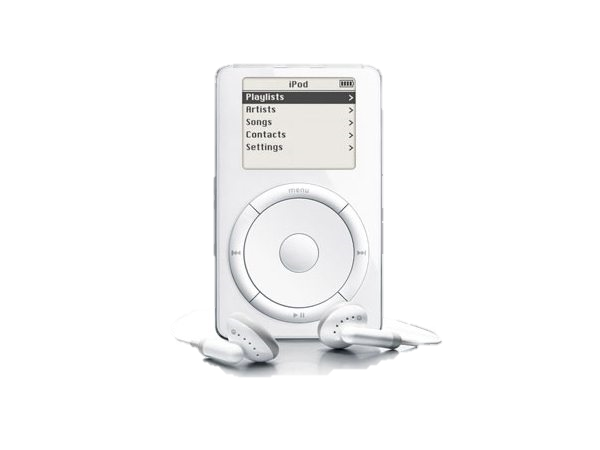 iPod
Playlists >
Artists >
Songs >
Contacts >
Settings >
menu